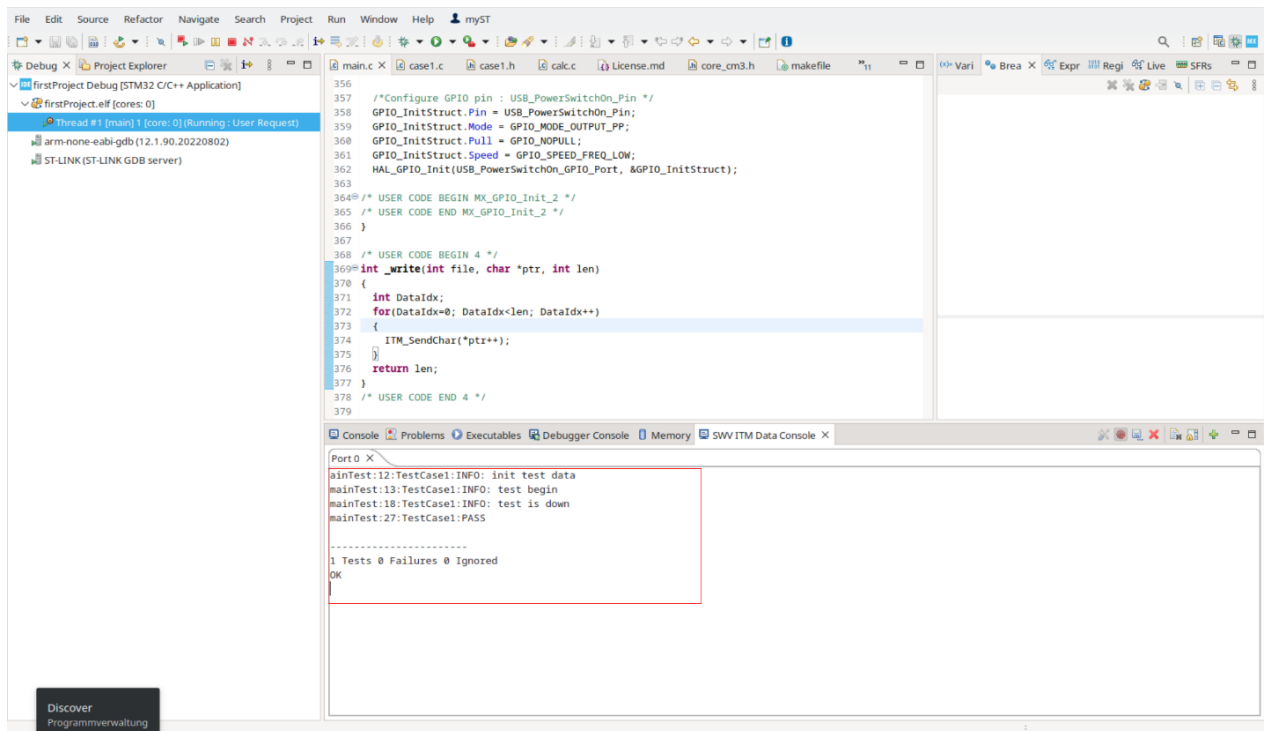 File Edit Source Refactor Navigate Search Project Run Window Help myST
Debug Project Explorer
firstProject Debug [STM32 C/C++ Application]
firstProject.elf [cores: 0]
Thread #1 [main] 1 [core: 0] (Running : User Request)
arm-none-eabi-gdb (12.1.90.20220802)
ST-LINK (ST-LINK GDB server)
main.c case1.c case1.h calc.c License.md core_cm3.h makefile "11
356
357 /*Configure GPIO pin : USB_PowerSwitchOn_Pin */
358 GPIO_InitStruct.Pin = USB_PowerSwitchOn_Pin;
359 GPIO_InitStruct.Mode = GPIO_MODE_OUTPUT_PP;
360 GPIO_InitStruct.Pull = GPIO_NOPULL;
361 GPIO_InitStruct.Speed = GPIO_SPEED_FREQ_LOW;
362 HAL_GPIO_Init(USB_PowerSwitchOn_GPIO_Port, &GPIO_InitStruct);
363
364 /* USER CODE BEGIN MX_GPIO_Init_2 */
365 /* USER CODE END MX_GPIO_Init_2 */
366 }
367
368 /* USER CODE BEGIN 4 */
369 int _write(int file, char *ptr, int len)
370 {
371 int DataIdx;
372 for(DataIdx=0; DataIdx<len; DataIdx++)
373 {
374 ITM_SendChar(*ptr++);
375 }
376 return len;
377 }
378 /* USER CODE END 4 */
379
(x)= Vari Brea Expr Regi Live SFRs
Console Problems Executables Debugger Console Memory SWV ITM Data Console
Port 0
ainTest:12:TestCase1:INFO: init test data
mainTest:13:TestCase1:INFO: test begin
mainTest:18:TestCase1:INFO: test is down
mainTest:27:TestCase1:PASS
-----------------------
1 Tests 0 Failures 0 Ignored
OK
Discover
Programmverwaltung